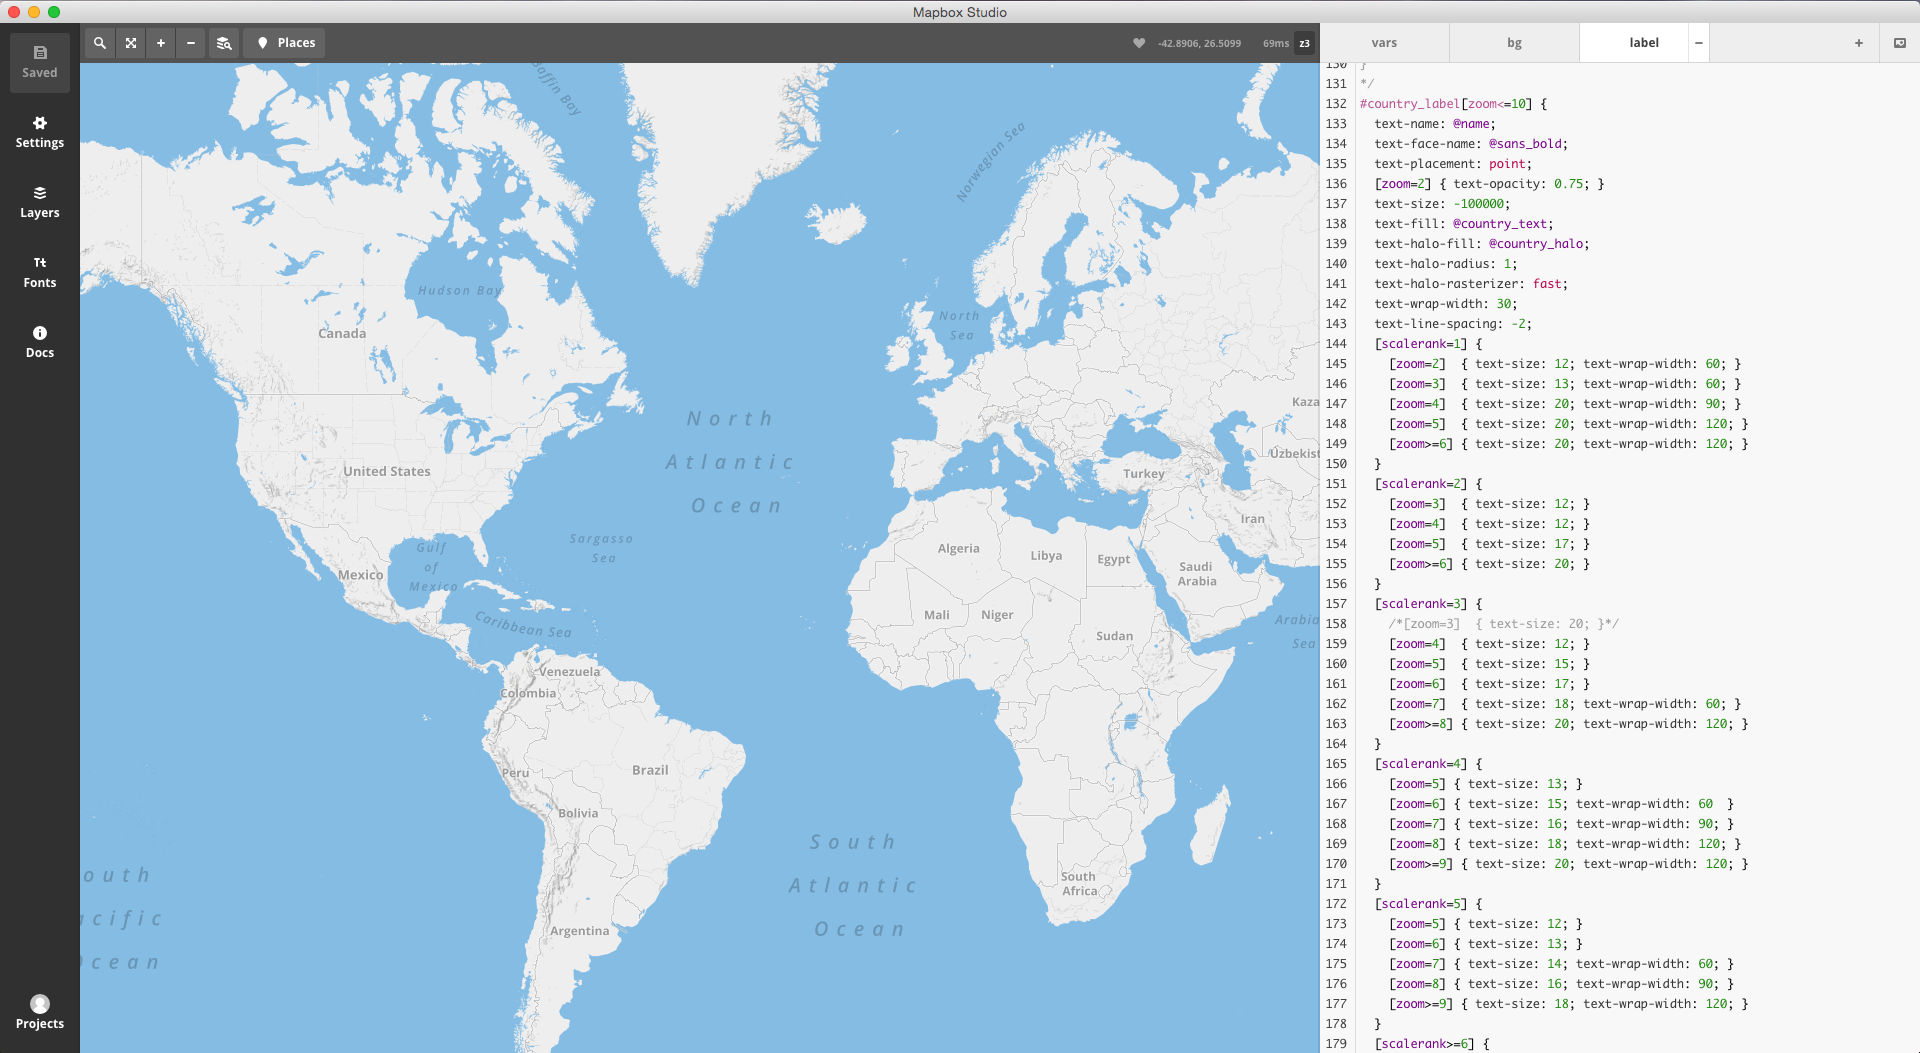 Mapbox Studio
Saved
Settings
Layers
Tt
Fonts
Docs
Projects
Places
-42.8906, 26.5099
69ms
z3
vars
bg
label
Baffin Bay
Norwegian Sea
Hudson Bay
Canada
North
Sea
Kaza
North
Atlantic
Ocean
United States
Uzbekist
Turkey
Iran
Sargasso
Sea
Gulf
of
Mexico
Mexico
Algeria
Libya
Egypt
Saudi
Arabia
Mali
Niger
Sudan
Arabia
Sea
Caribbean Sea
Venezuela
Colombia
Peru
Brazil
Bolivia
South
Atlantic
Ocean
South
Africa
Argentina
outh
acific
Ocean
130 }
131 */
132 #country_label[zoom<=10] {
133 text-name: @name;
134 text-face-name: @sans_bold;
135 text-placement: point;
136 [zoom=2] { text-opacity: 0.75; }
137 text-size: -100000;
138 text-fill: @country_text;
139 text-halo-fill: @country_halo;
140 text-halo-radius: 1;
141 text-halo-rasterizer: fast;
142 text-wrap-width: 30;
143 text-line-spacing: -2;
144 [scalerank=1] {
145 [zoom=2] { text-size: 12; text-wrap-width: 60; }
146 [zoom=3] { text-size: 13; text-wrap-width: 60; }
147 [zoom=4] { text-size: 20; text-wrap-width: 90; }
148 [zoom=5] { text-size: 20; text-wrap-width: 120; }
149 [zoom>=6] { text-size: 20; text-wrap-width: 120; }
150 }
151 [scalerank=2] {
152 [zoom=3] { text-size: 12; }
153 [zoom=4] { text-size: 12; }
154 [zoom=5] { text-size: 17; }
155 [zoom>=6] { text-size: 20; }
156 }
157 [scalerank=3] {
158 /*[zoom=3] { text-size: 20; }*/
159 [zoom=4] { text-size: 12; }
160 [zoom=5] { text-size: 15; }
161 [zoom=6] { text-size: 17; }
162 [zoom=7] { text-size: 18; text-wrap-width: 60; }
163 [zoom>=8] { text-size: 20; text-wrap-width: 120; }
164 }
165 [scalerank=4] {
166 [zoom=5] { text-size: 13; }
167 [zoom=6] { text-size: 15; text-wrap-width: 60 }
168 [zoom=7] { text-size: 16; text-wrap-width: 90; }
169 [zoom=8] { text-size: 18; text-wrap-width: 120; }
170 [zoom>=9] { text-size: 20; text-wrap-width: 120; }
171 }
172 [scalerank=5] {
173 [zoom=5] { text-size: 12; }
174 [zoom=6] { text-size: 13; }
175 [zoom=7] { text-size: 14; text-wrap-width: 60; }
176 [zoom=8] { text-size: 16; text-wrap-width: 90; }
177 [zoom>=9] { text-size: 18; text-wrap-width: 120; }
178 }
179 [scalerank>=6] {